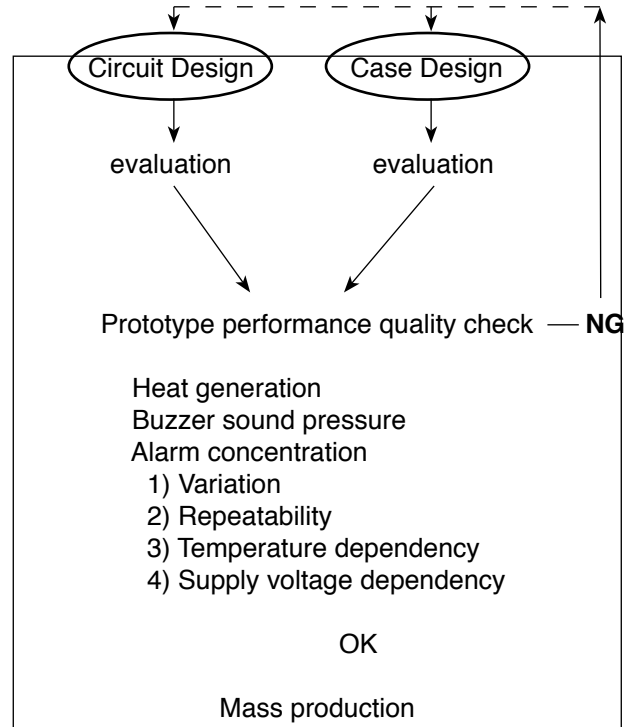 Circuit Design
Case Design
evaluation
evaluation
Prototype performance quality check
NG
Heat generation
Buzzer sound pressure
Alarm concentration
1) Variation
2) Repeatability
3) Temperature dependency
4) Supply voltage dependency
OK
Mass production